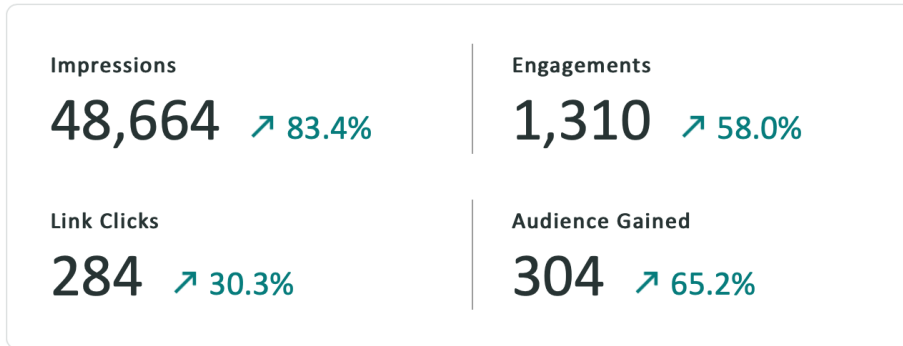 Impressions
48,664 ↗ 83.4%
Engagements
1,310 ↗ 58.0%
Link Clicks
284 ↗ 30.3%
Audience Gained
304 ↗ 65.2%